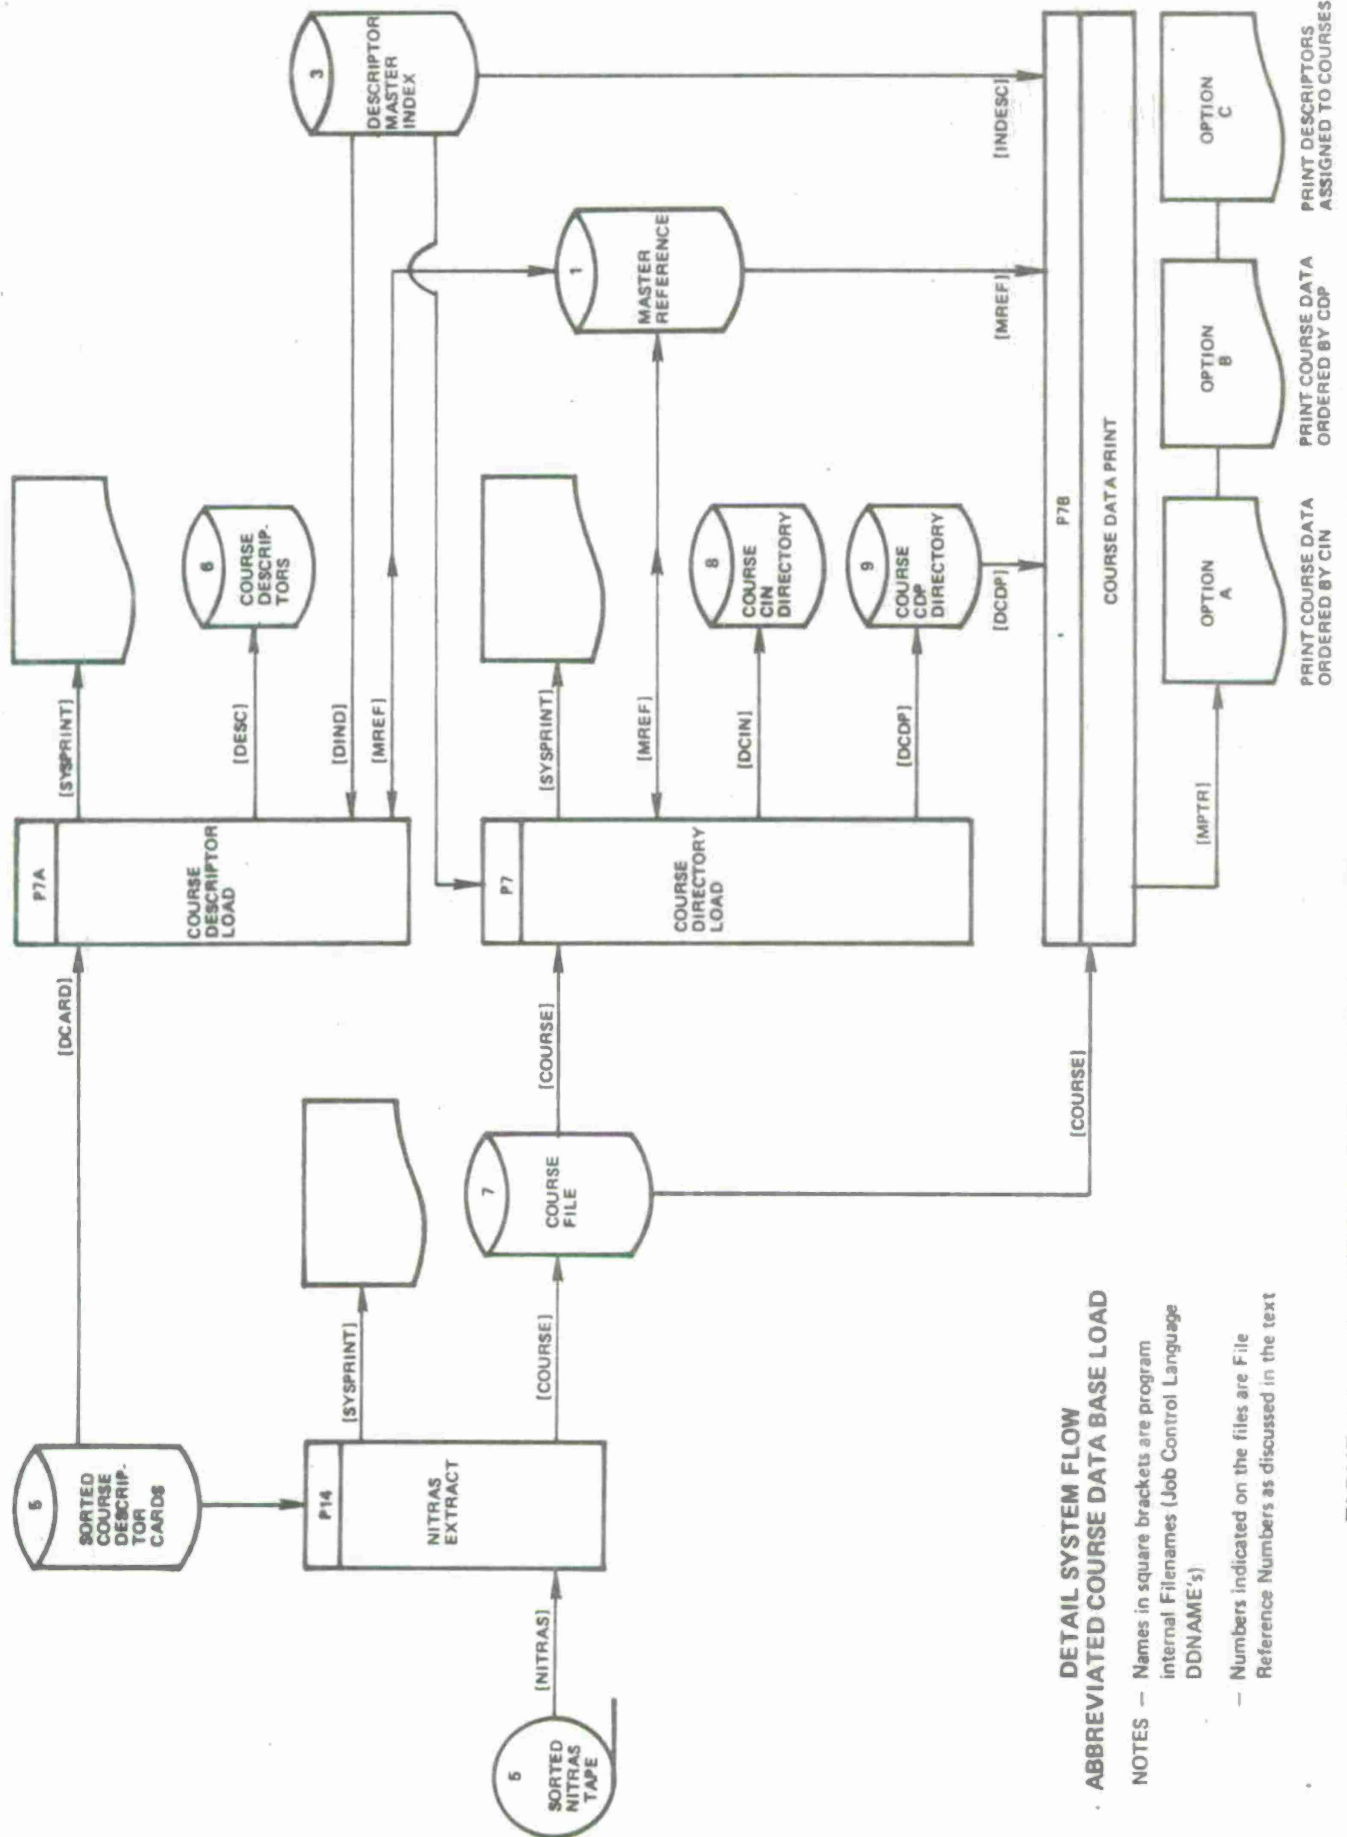 5
SORTED
COURSE
DESCRIP-
TOR
CARDS
[DCARD]
P7A
COURSE
DESCRIPTOR
LOAD
[SYSPRINT]
[DESC]
6
COURSE
DESCRIP-
TORS
[DIND]
[MREF]
3
DESCRIPTOR
MASTER
INDEX
5
SORTED
NITRAS
TAPE
[NITRAS]
P14
NITRAS
EXTRACT
[SYSPRINT]
[COURSE]
7
COURSE
FILE
[COURSE]
P7
COURSE
DIRECTORY
LOAD
[SYSPRINT]
[MREF]
[DCIN]
[DCDP]
8
COURSE
CIN
DIRECTORY
9
COURSE
CDP
DIRECTORY
1
MASTER
REFERENCE
[DCDP]
[MREF]
[INDESC]
[COURSE]
P7B
COURSE DATA PRINT
[MPTR]
OPTION
A
OPTION
B
OPTION
C
PRINT COURSE DATA
ORDERED BY CIN
PRINT COURSE DATA
ORDERED BY CDP
PRINT DESCRIPTORS
ASSIGNED TO COURSES
DETAIL SYSTEM FLOW
ABBREVIATED COURSE DATA BASE LOAD
NOTES — Names in square brackets are program
internal Filenames (Job Control Language
DDNAME's)
— Numbers indicated on the files are File
Reference Numbers as discussed in the text